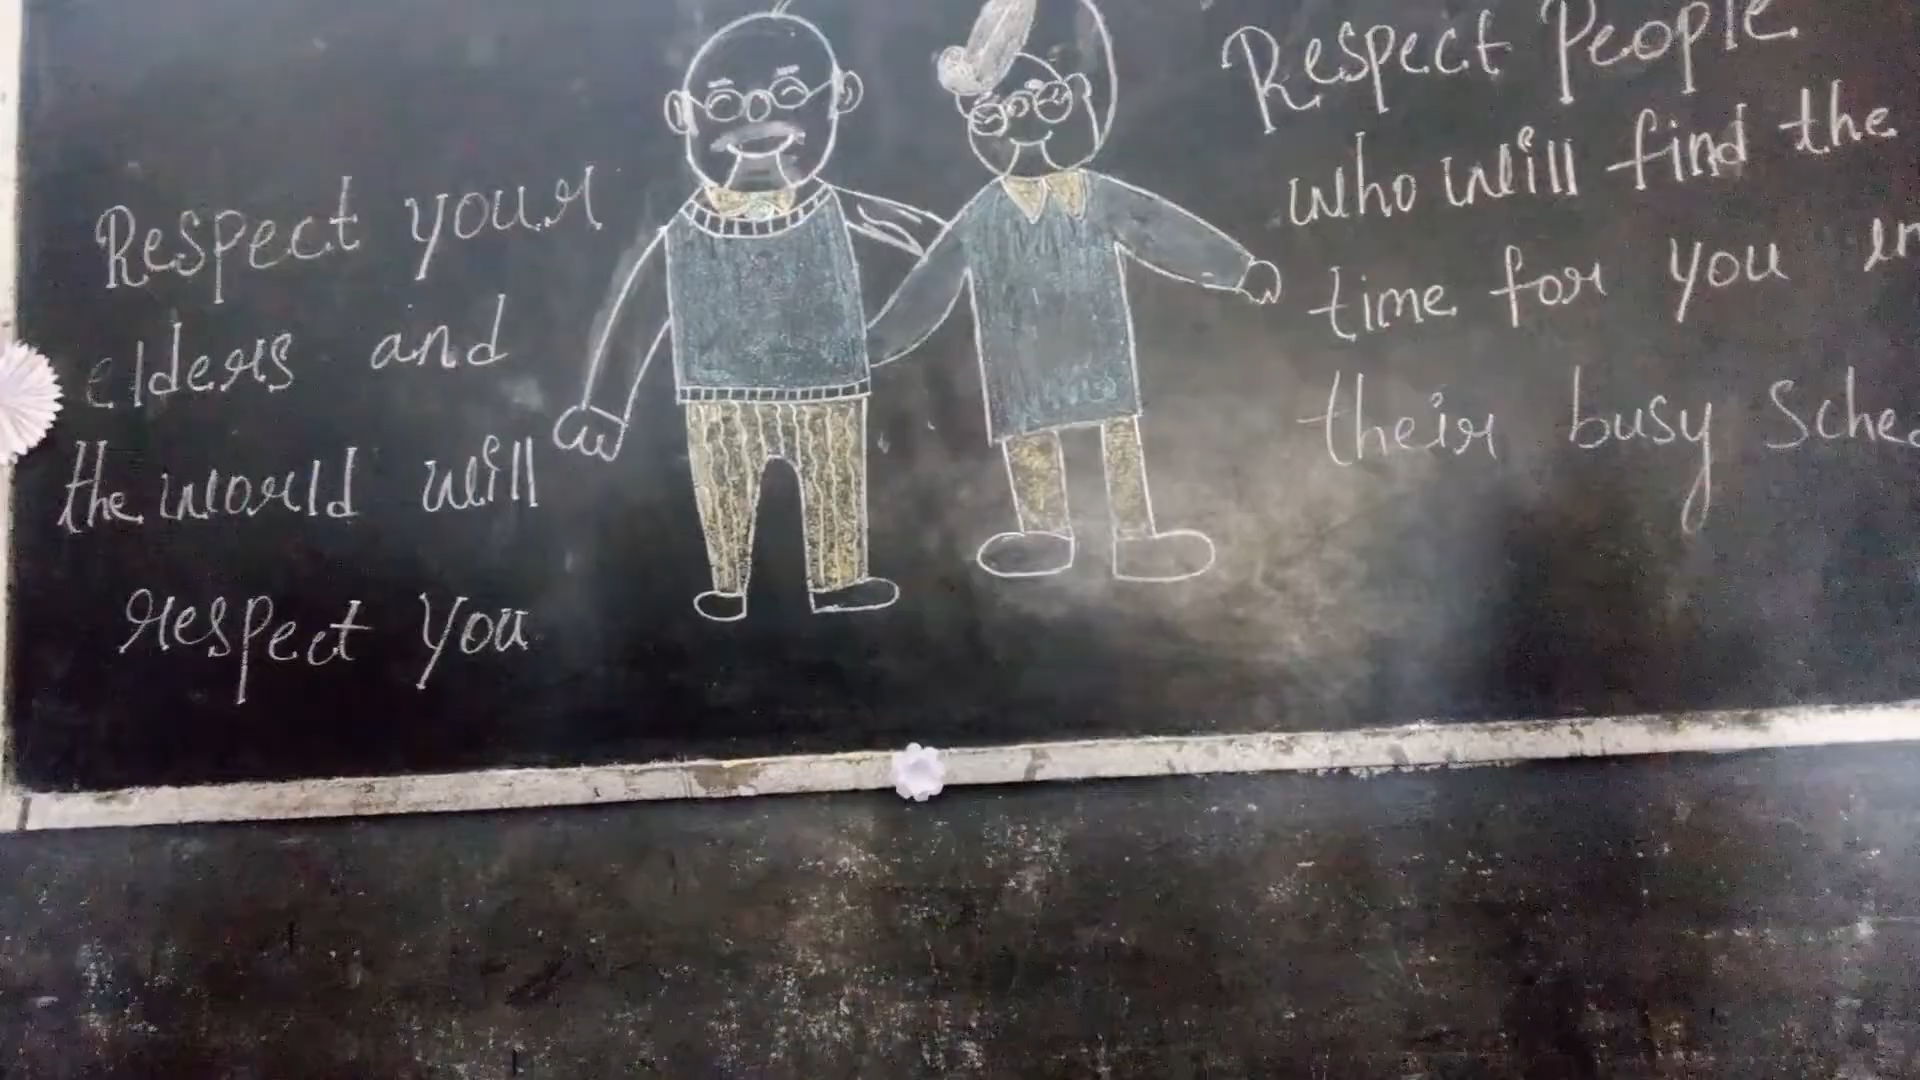 Respect your
elders and
the world will
respect you
Respect People
who will find the
time for you in
their busy Sche